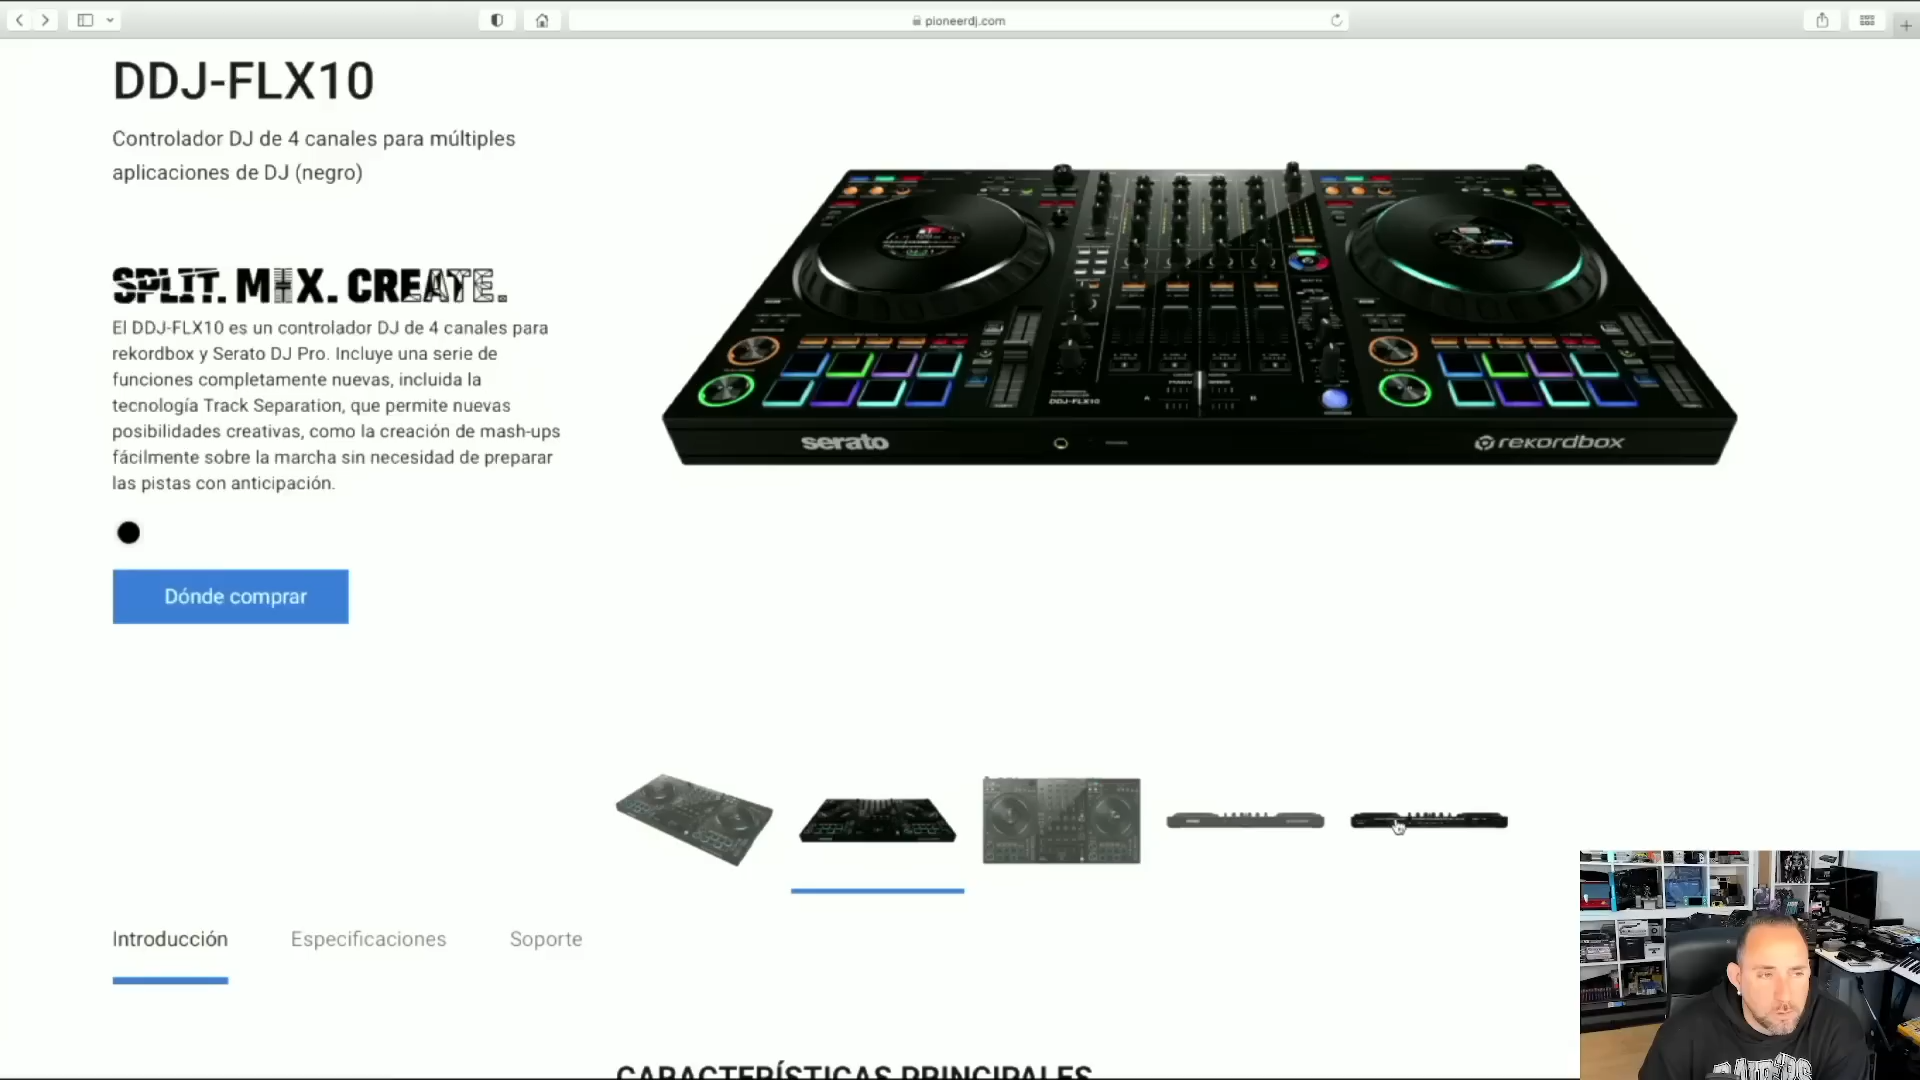 pioneerdj.com
DDJ-FLX10
Controlador DJ de 4 canales para múltiples
aplicaciones de DJ (negro)
SPLIT. MIX. CREATE.
El DDJ-FLX10 es un controlador DJ de 4 canales para
rekordbox y Serato DJ Pro. Incluye una serie de
funciones completamente nuevas, incluida la
tecnología Track Separation, que permite nuevas
posibilidades creativas, como la creación de mash-ups
fácilmente sobre la marcha sin necesidad de preparar
las pistas con anticipación.
DDJ-FLX10
A
B
serato
rekordbox
Dónde comprar
Introducción
Especificaciones
Soporte
CARACTERÍSTICAS PRINCIPALES